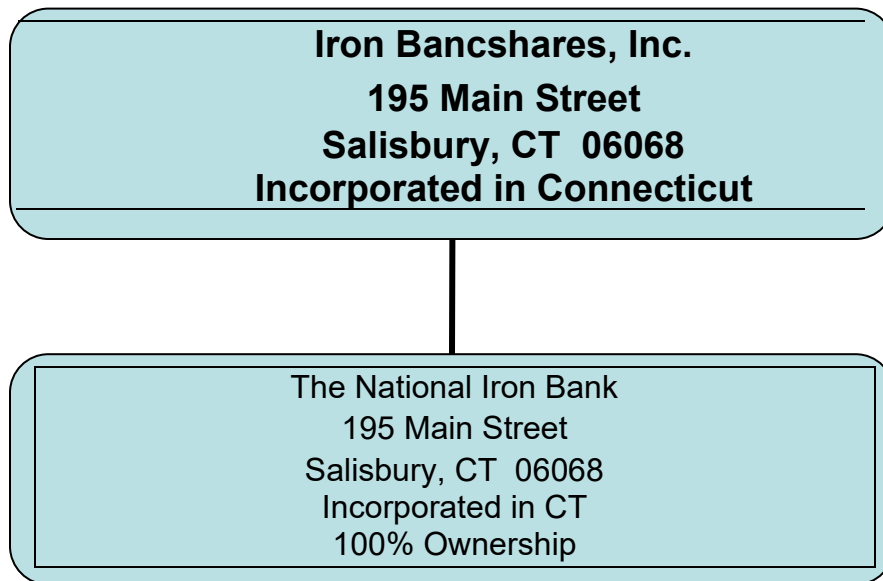 Iron Bancshares, Inc.
195 Main Street
Salisbury, CT  06068
Incorporated in Connecticut
The National Iron Bank
195 Main Street
Salisbury, CT  06068
Incorporated in CT
100% Ownership